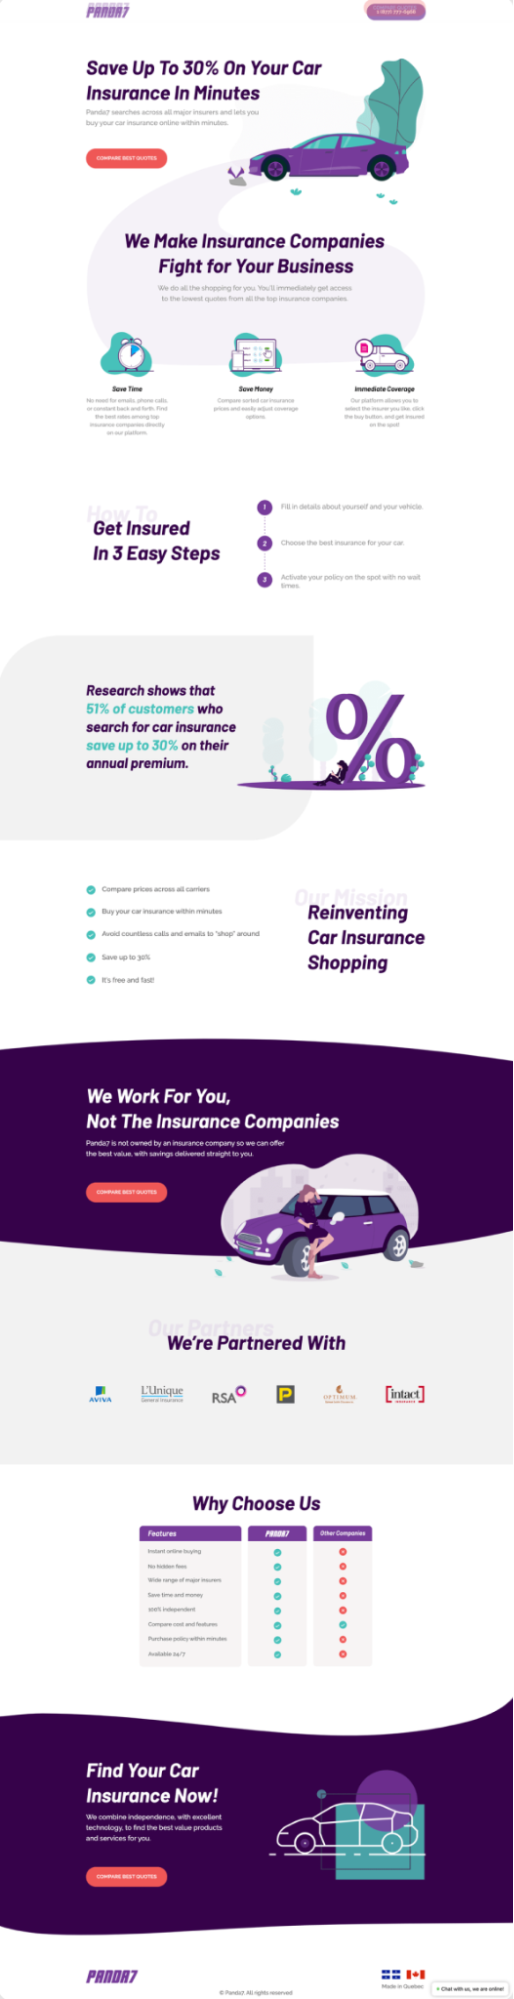 PANDA7
Save Up To 30% On Your Car
Insurance In Minutes
Panda7 searches across all major insurers and lets you
buy your car insurance online within minutes.
COMPARE BEST QUOTES
We Make Insurance Companies
Fight for Your Business
We do all the shopping for you. You'll immediately get access
to the lowest quotes from all the top insurance companies.
Save Time
No need for emails, phone calls
or constant back and forth. Find
the best rates among top
insurance companies directly
on our platform.
Save Money
Compare sorted car insurance
prices and easily adjust coverage
options.
Immediate Coverage
Our platform allows you to
select the insurer you like, click
the buy button, and get insured
on the spot!
How To
Get Insured
In 3 Easy Steps
1 Fill in details about yourself and your vehicle.
2 Choose the best insurance for your car.
3 Activate your policy on the spot with no wait
times.
Research shows that
51% of customers who
search for car insurance
save up to 30% on their
annual premium.
%
Compare prices across all carriers
Buy your car insurance within minutes
Avoid countless calls and emails to "shop" around
Save up to 30%
It's free and fast!
Our Mission
Reinventing
Car Insurance
Shopping
We Work For You,
Not The Insurance Companies
Panda7 is not owned by an insurance company so we can offer
the best value, with savings delivered straight to you.
COMPARE BEST QUOTES
Our Partners
We're Partnered With
AVIVA
L'Unique
General Insurance
RSA
P
OPTIMUM
[intact]
INSURANCE
Why Choose Us
Features PANDA7 Other Companies
Instant online buying
No hidden fees
Wide range of major insurers
Save time and money
100% independent
Compare cost and features
Purchase policy within minutes
Available 24/7
Find Your Car
Insurance Now!
We combine independence, with excellent
technology, to find the best value products
and services for you.
COMPARE BEST QUOTES
PANDA7
Made in Quebec
© Panda7. All rights reserved
Chat with us, we are online!